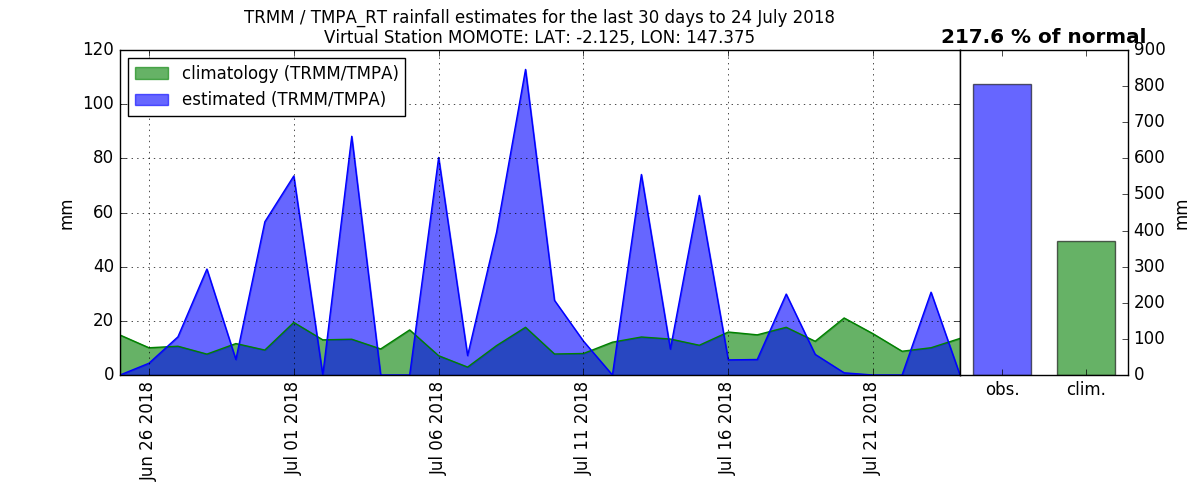 TRMM / TMPA_RT rainfall estimates for the last 30 days to 24 July 2018
Virtual Station MOMOTE: LAT: -2.125, LON: 147.375
217.6 % of normal
climatology (TRMM/TMPA)
estimated (TRMM/TMPA)
mm
120
100
80
60
40
20
0
Jun 26 2018
Jul 01 2018
Jul 06 2018
Jul 11 2018
Jul 16 2018
Jul 21 2018
obs.
clim.
900
800
700
600
500
400
300
200
100
0
mm